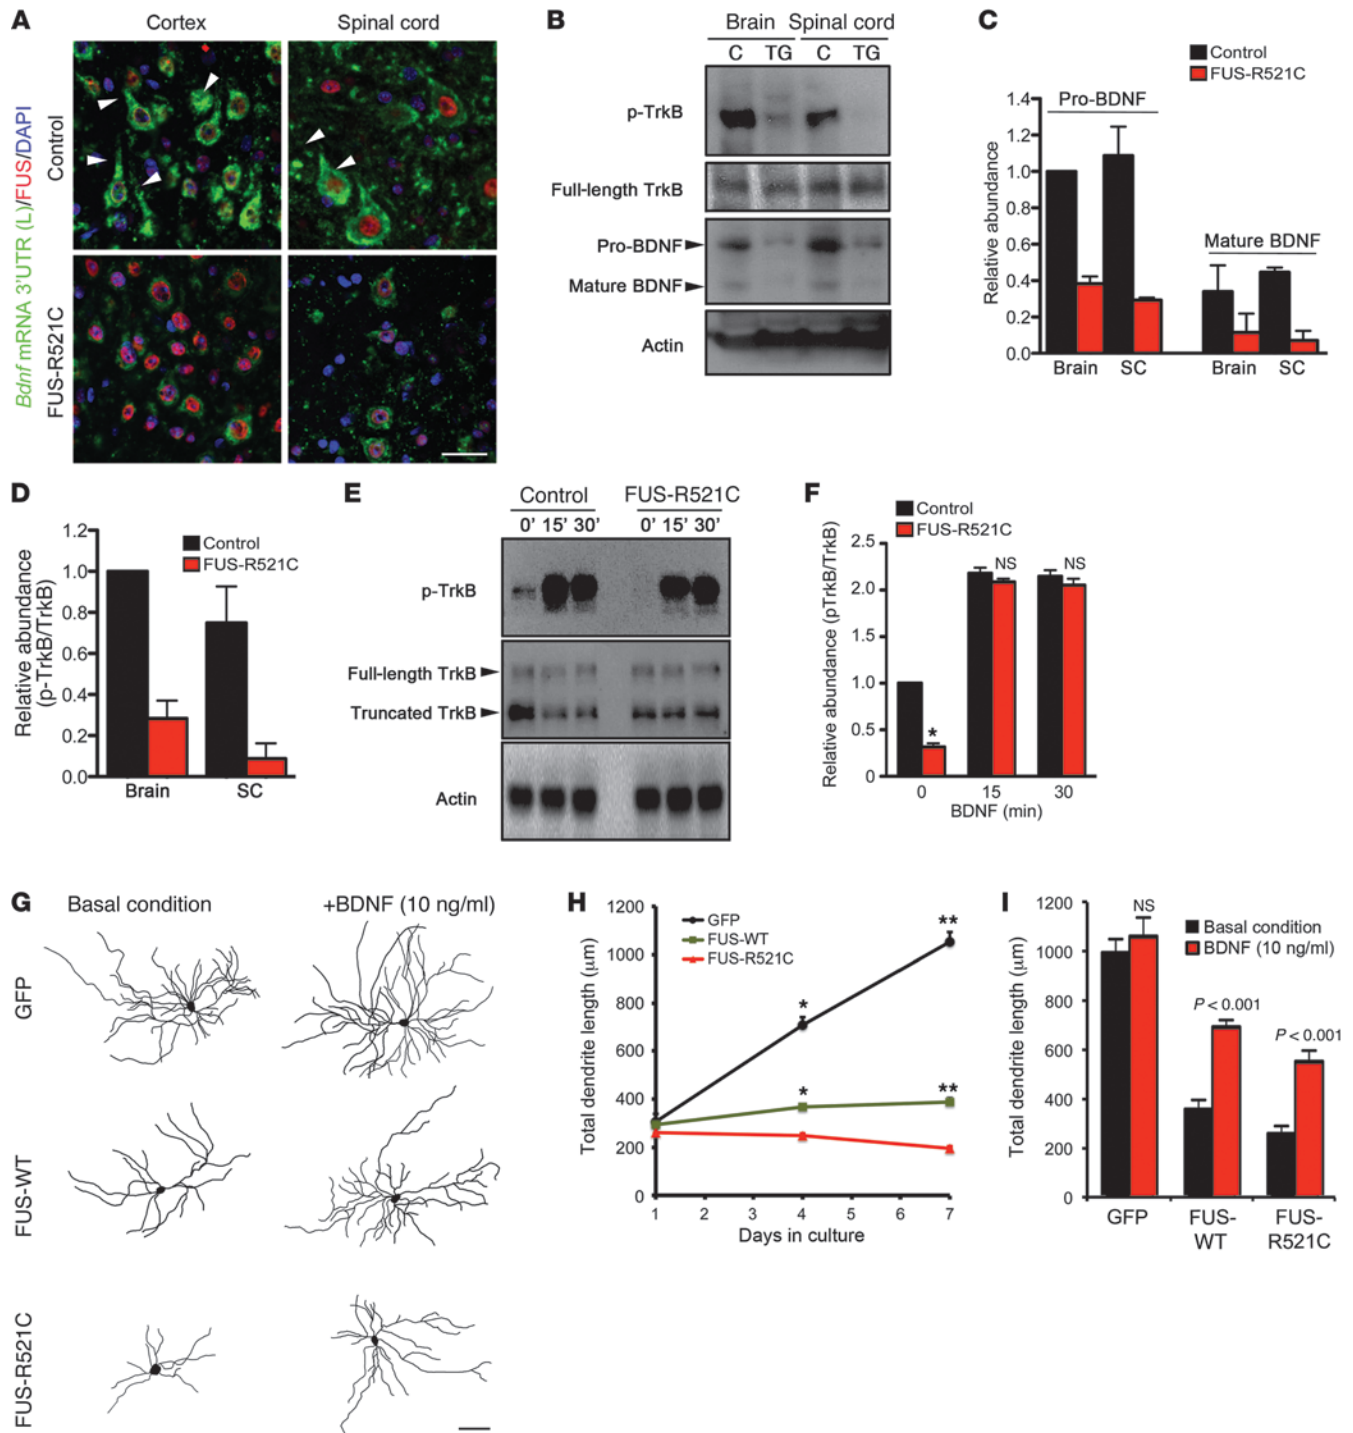 A
Cortex
Spinal cord
Bdnf mRNA 3'UTR (L)/FUS/DAPI
Control
FUS-R521C
B
Brain
Spinal cord
C
TG
C
TG
p-TrkB
Full-length TrkB
Pro-BDNF
Mature BDNF
Actin
C
Control
FUS-R521C
Pro-BDNF
Mature BDNF
Relative abundance
1.4
1.2
1.0
0.6
0.4
0.2
0.0
Brain
SC
Brain
SC
D
Control
FUS-R521C
Relative abundance
(p-TrkB/TrkB)
1.2
1.0
0.8
0.6
0.4
0.2
0.0
Brain
SC
E
Control
FUS-R521C
0' 15' 30'
0' 15' 30'
p-TrkB
Full-length TrkB
Truncated TrkB
Actin
F
Control
FUS-R521C
Relative abundance (pTrkB/TrkB)
2.5
2.0
1.0
0.5
0
*
NS
NS
0
15
30
BDNF (min)
G
Basal condition
+BDNF (10 ng/ml)
GFP
FUS-WT
FUS-R521C
H
GFP
FUS-WT
FUS-R521C
Total dendrite length (μm)
1200
1000
800
600
400
200
0
*
**
*
**
1 2 3 4 5 6 7
Days in culture
I
Basal condition
BDNF (10 ng/ml)
Total dendrite length (μm)
1200
1000
800
600
400
200
0
NS
P < 0.001
P < 0.001
GFP
FUS-
WT
FUS-
R521C